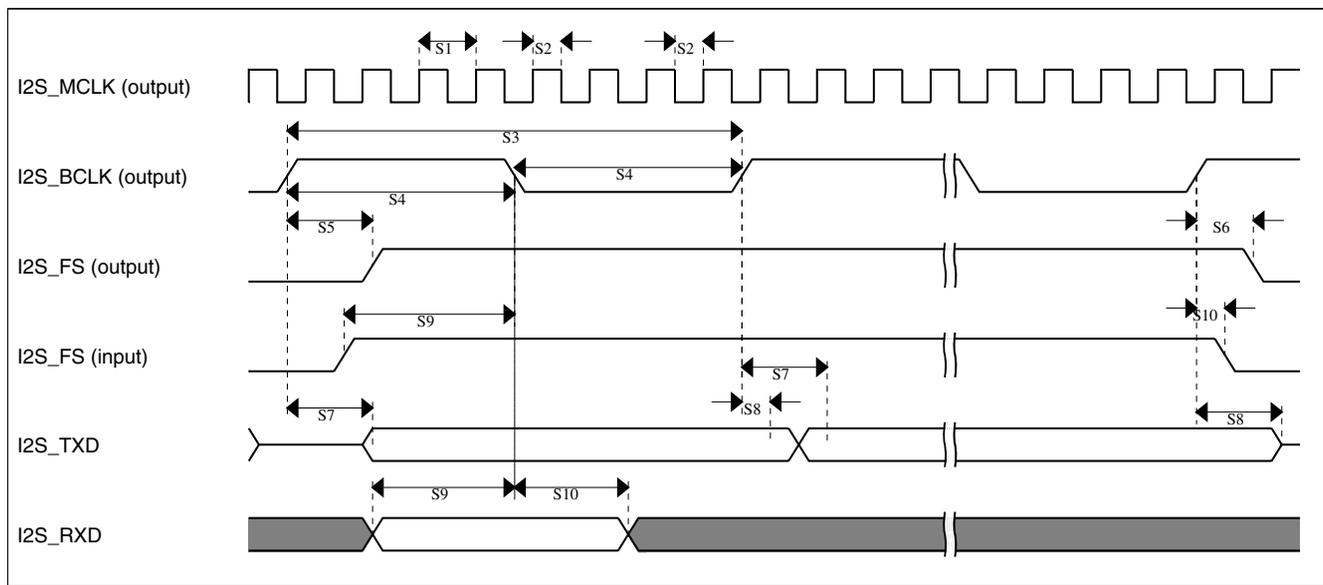 S1 S2 S2
I2S_MCLK (output)
S3
I2S_BCLK (output)
S4
S4
S5 S6
I2S_FS (output)
S9 S10
I2S_FS (input)
S7
S7 S8 S8
I2S_TXD
S9 S10
I2S_RXD